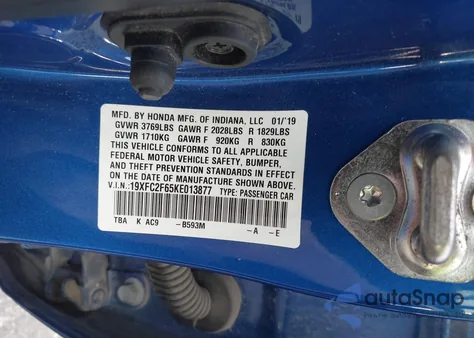 MFD. BY HONDA MFG. OF INDIANA, LLC 01/'19
GVWR 3769LBS GAWR F 2028LBS R 1829LBS
GVWR 1710KG GAWR F 920KG R 830KG
THIS VEHICLE CONFORMS TO ALL APPLICABLE
FEDERAL MOTOR VEHICLE SAFETY, BUMPER,
AND THEFT PREVENTION STANDARDS IN EFFECT
ON THE DATE OF MANUFACTURE SHOWN ABOVE.
V.I.N.:19XFC2F65KE013877 TYPE: PASSENGER CAR
TBA K AC9 -B593M -A -E
autaSnap